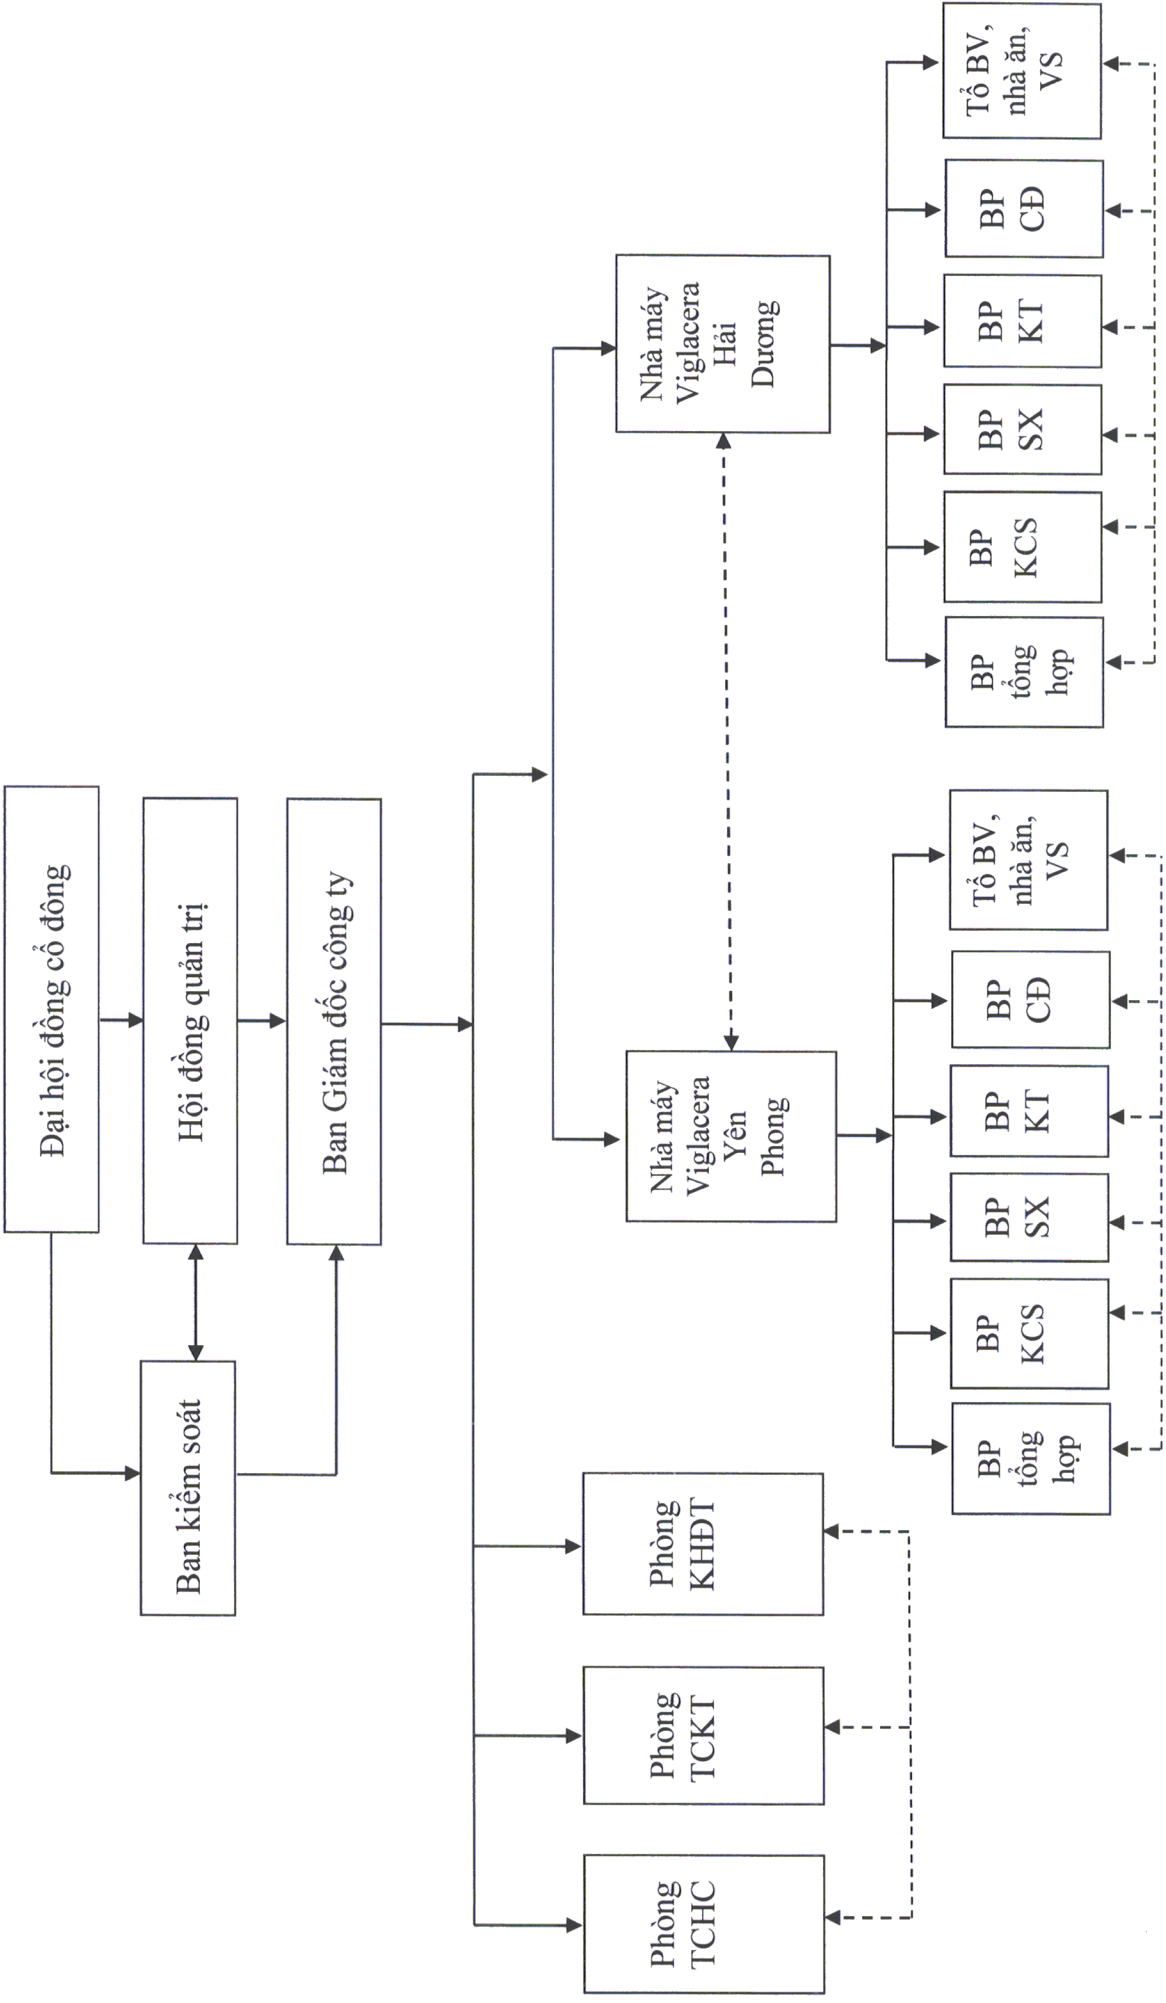 Đại hội đồng cổ đông
Ban kiểm soát
Hội đồng quản trị
Ban Giám đốc công ty
Phòng
TCHC
Phòng
TCKT
Phòng
KHĐT
Nhà máy
Viglacera
Yên
Phong
Nhà máy
Viglacera
Hải
Dương
BP
tổng
hợp
BP
KCS
BP
SX
BP
KT
BP
CĐ
Tổ BV,
nhà ăn,
VS
BP
tổng
hợp
BP
KCS
BP
SX
BP
KT
BP
CĐ
Tổ BV,
nhà ăn,
VS